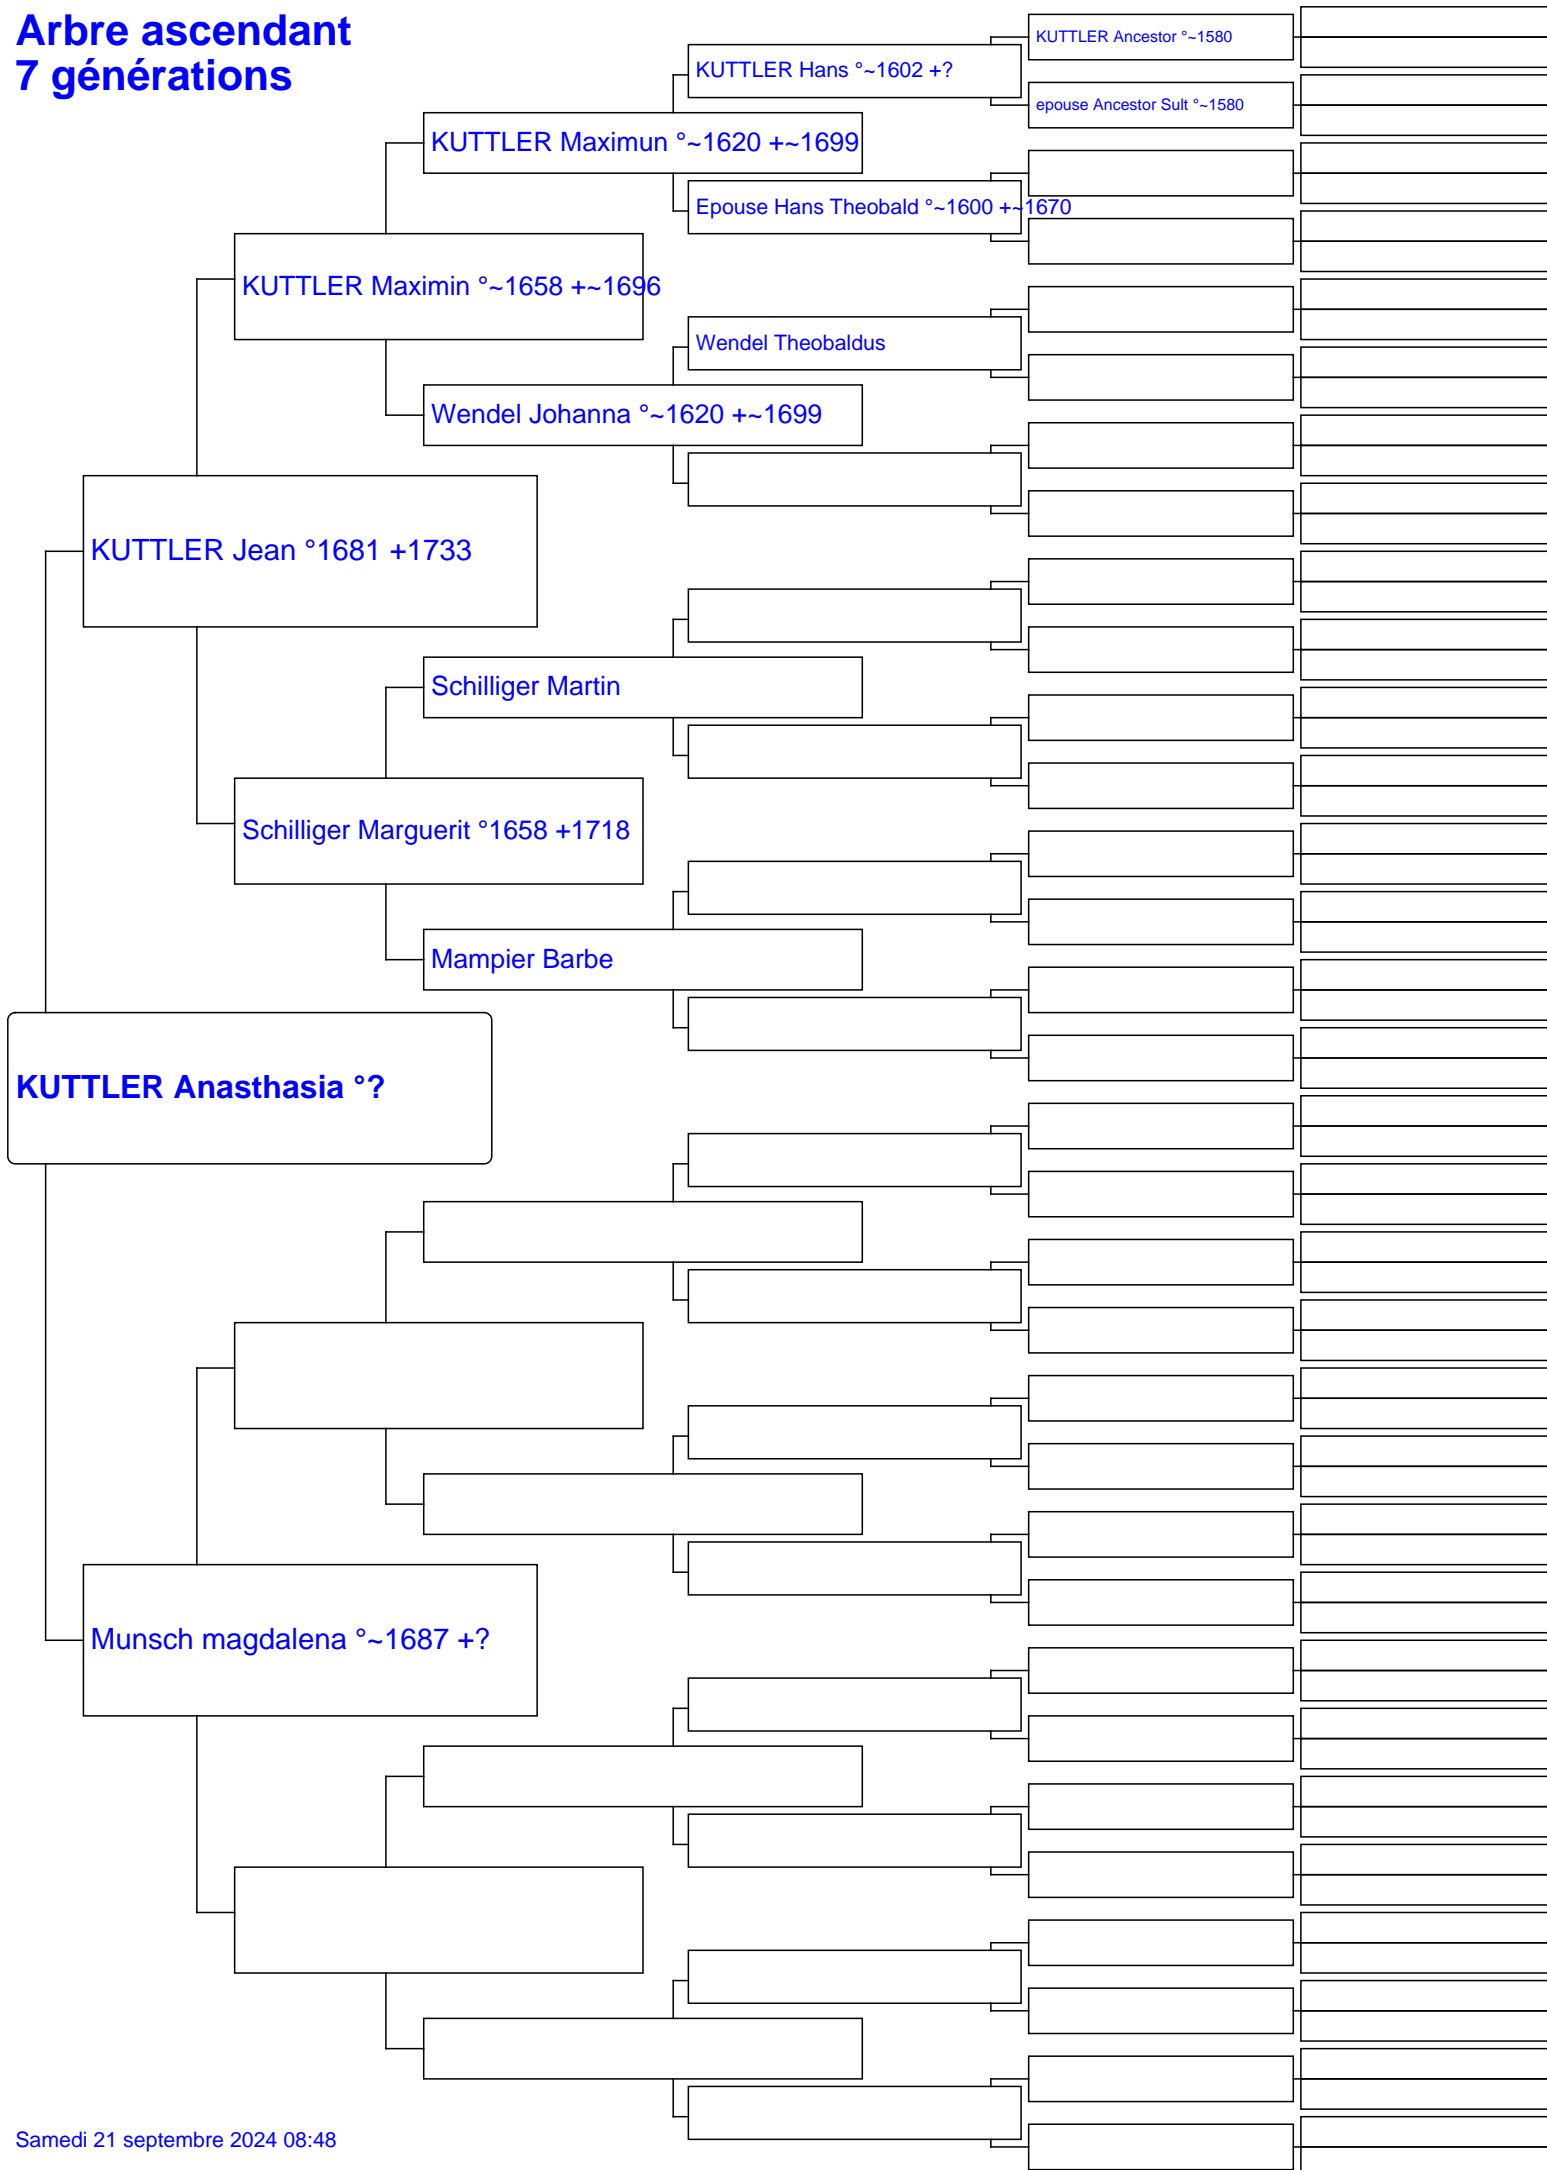 Arbre ascendant
7 générations
KUTTLER Ancestor °~1580
KUTTLER Hans °~1602 +?
epouse Ancestor Sult °~1580
KUTTLER Maximun °~1620 +~1699
Epouse Hans Theobald °~1600 +~1670
KUTTLER Maximin °~1658 +~1696
Wendel Theobaldus
Wendel Johanna °~1620 +~1699
KUTTLER Jean °1681 +1733
Schilliger Martin
Schilliger Marguerit °1658 +1718
Mampier Barbe
KUTTLER Anasthasia °?
Munsch magdalena °~1687 +?
Samedi 21 septembre 2024 08:48